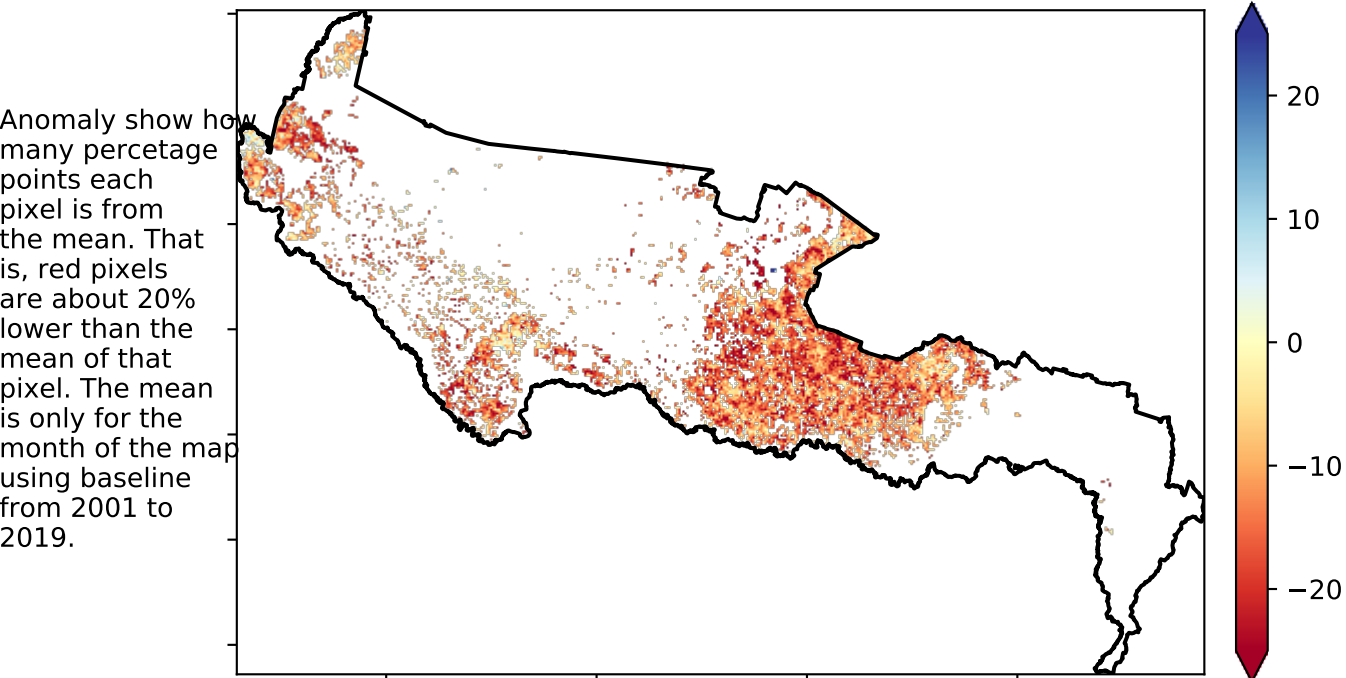 Anomaly show how
many percetage
points each
pixel is from
the mean. That
is, red pixels
are about 20%
lower than the
mean of that
pixel. The mean
is only for the
month of the map
using baseline
from 2001 to
2019.
20
10
0
−10
−20